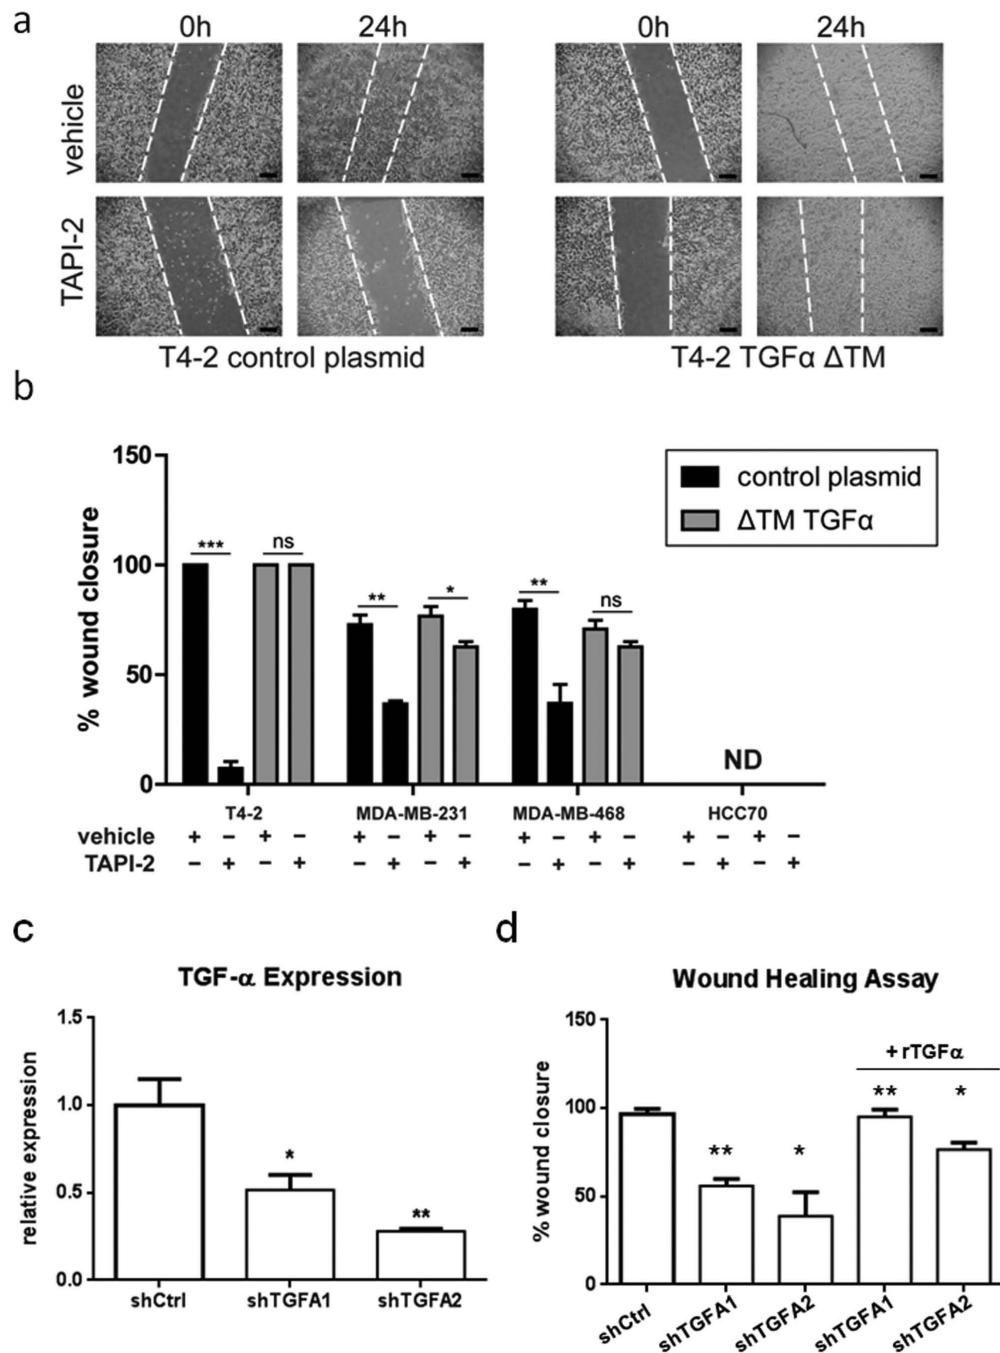 a
0h 24h 0h 24h
vehicle
TAPI-2
T4-2 control plasmid T4-2 TGFα ΔTM
b
% wound closure
150
100
50
0
control plasmid
ΔTM TGFα
*** ns
** *
** ns
ND
T4-2 MDA-MB-231 MDA-MB-468 HCC70
vehicle + − + − + − + − + − + − + − + −
TAPI-2 − + − + − + − + − + − + − + − +
c
TGF-α Expression
relative expression
1.5
1.0
0.5
0.0
*
**
shCtrl shTGFA1 shTGFA2
d
Wound Healing Assay
% wound closure
150
100
50
0
+ rTGFα
** * ** *
shCtrl shTGFA1 shTGFA2 shTGFA1 shTGFA2